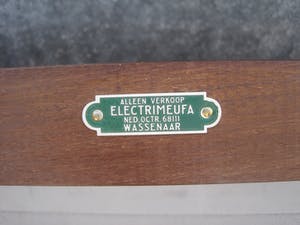 ALLEEN VERKOOP
ELECTRIMEUFA
NED. OCTR. 68111
WASSENAAR